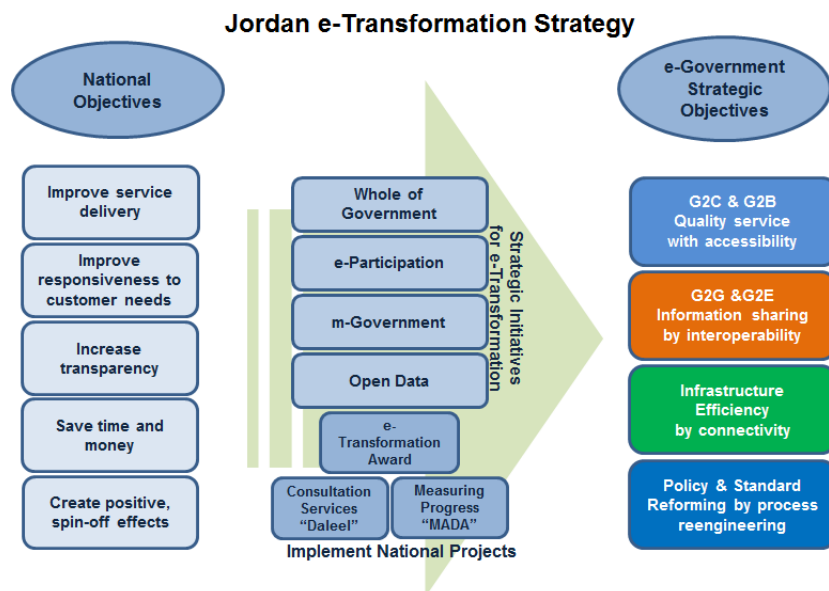 Jordan e-Transformation Strategy
National
Objectives
Improve service
delivery
Improve
responsiveness to
customer needs
Increase
transparency
Save time and
money
Create positive,
spin-off effects
Whole of
Government
e-Participation
m-Government
Open Data
Strategic Initiatives
for e-Transformation
e-
Transformation
Award
Consultation
Services
“Daleel”
Measuring
Progress
“MADA”
Implement National Projects
e-Government
Strategic
Objectives
G2C & G2B
Quality service
with accessibility
G2G &G2E
Information sharing
by interoperability
Infrastructure
Efficiency
by connectivity
Policy & Standard
Reforming by process
reengineering